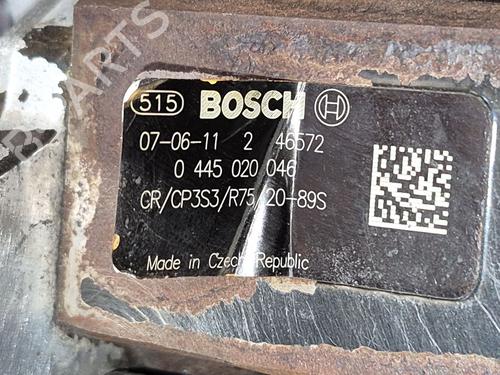 515 BOSCH
07-06-11 2 46572
0 445 020 046
CR/CP3S3/R75/20-89S
Made in Czech Republic